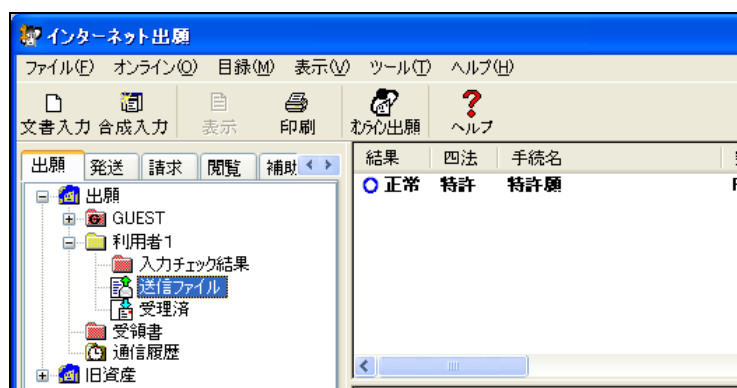 インターネット出願
ファイル(F) オンライン(O) 目録(M) 表示(V) ツール(T) ヘルプ(H)
文書入力 合成入力 表示 印刷 オンライン出願 ヘルプ
出願 発送 請求 閲覧 補助
結果 四法 手続名
正常 特許 特許願
出願
GUEST
利用者1
入力チェック結果
送信ファイル
受理済
受領書
通信履歴
旧資産